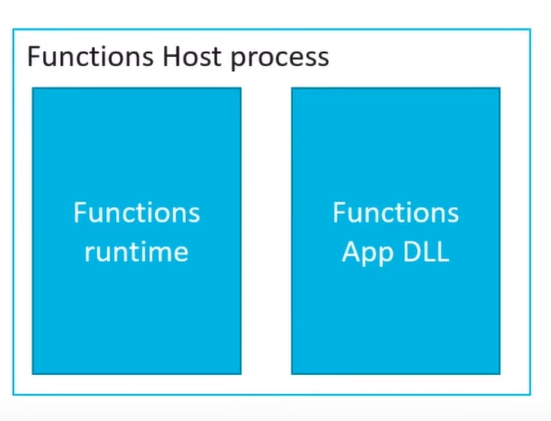 Functions Host process
Functions
runtime
Functions
App DLL